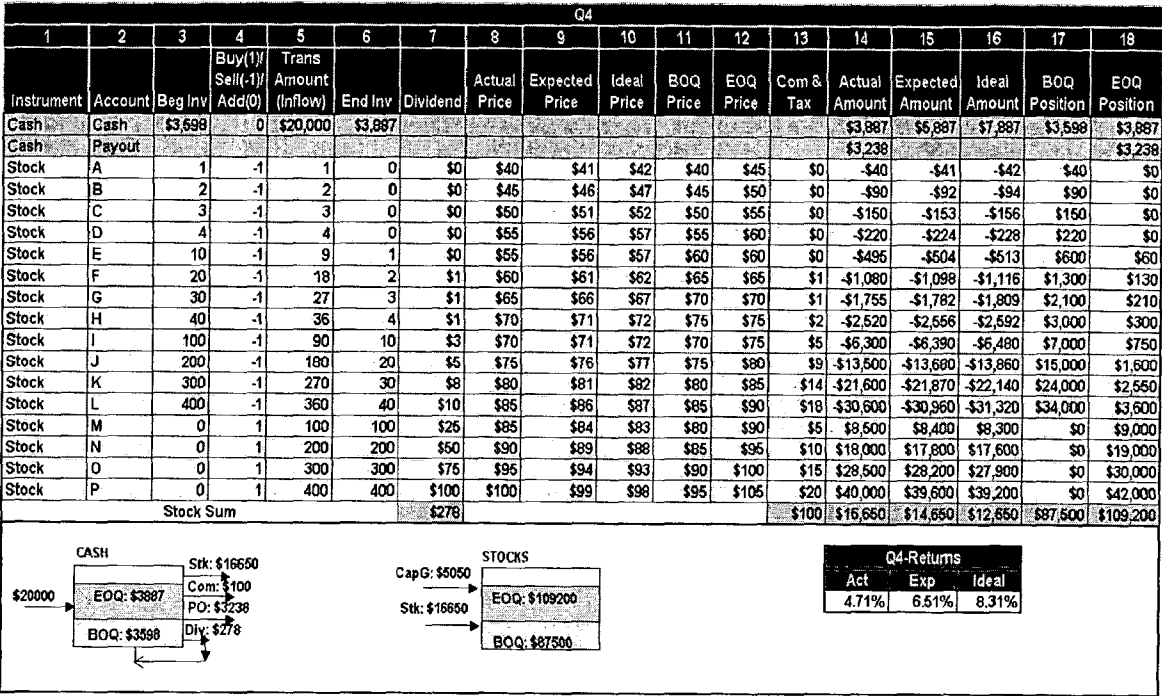 Q4
1 2 3 4 5 6 7 8 9 10 11 12 13 14 15 16 17 18
Instrument Account Beg Inv Buy(1)/ Sell(-1)/ Add(0) Trans Amount (Inflow) End Inv Dividend Actual Price Expected Price Ideal Price BOQ Price EOQ Price Com & Tax Actual Amount Expected Amount Ideal Amount BOQ Position EOQ Position
Cash Cash $3,598 0 $20,000 $3,887 $3,887 $5,887 $7,887 $3,598 $3,887
Cash Payout $3,238 $3,238
Stock A 1 -1 1 0 $0 $40 $41 $42 $40 $45 $0 -$40 -$41 -$42 $40 $0
Stock B 2 -1 2 0 $0 $45 $46 $47 $45 $50 $0 -$90 -$92 -$94 $90 $0
Stock C 3 -1 3 0 $0 $50 $51 $52 $50 $55 $0 -$150 -$153 -$156 $150 $0
Stock D 4 -1 4 0 $0 $55 $56 $57 $55 $60 $0 -$220 -$224 -$228 $220 $0
Stock E 10 -1 9 1 $0 $55 $56 $57 $60 $60 $0 -$495 -$504 -$513 $600 $60
Stock F 20 -1 18 2 $1 $60 $61 $62 $65 $65 $1 -$1,080 -$1,098 -$1,116 $1,300 $130
Stock G 30 -1 27 3 $1 $65 $66 $67 $70 $70 $1 -$1,755 -$1,782 -$1,809 $2,100 $210
Stock H 40 -1 36 4 $1 $70 $71 $72 $75 $75 $2 -$2,520 -$2,556 -$2,592 $3,000 $300
Stock I 100 -1 90 10 $3 $70 $71 $72 $70 $75 $5 -$6,300 -$6,390 -$6,480 $7,000 $750
Stock J 200 -1 180 20 $5 $75 $76 $77 $75 $80 $9 -$13,500 -$13,680 -$13,860 $15,000 $1,600
Stock K 300 -1 270 30 $8 $80 $81 $82 $80 $85 $14 -$21,600 -$21,870 -$22,140 $24,000 $2,550
Stock L 400 -1 360 40 $10 $85 $86 $87 $85 $90 $18 -$30,600 -$30,960 -$31,320 $34,000 $3,600
Stock M 0 1 100 100 $25 $85 $84 $83 $80 $90 $5 $8,500 $8,400 $8,300 $0 $9,000
Stock N 0 1 200 200 $50 $90 $89 $88 $85 $95 $10 $18,000 $17,800 $17,600 $0 $19,000
Stock O 0 1 300 300 $75 $95 $94 $93 $90 $100 $15 $28,500 $28,200 $27,900 $0 $30,000
Stock P 0 1 400 400 $100 $100 $99 $98 $95 $105 $20 $40,000 $39,600 $39,200 $0 $42,000
Stock Sum $278 $100 $16,650 $14,650 $12,650 $87,500 $109,200
CASH
$20000
EOQ: $3887
BOQ: $3598
Stk: $16650
Com: $100
PO: $3238
Div: $278
STOCKS
CapG: $5050
Stk: $16650
EOQ: $109200
BOQ: $87500
Q4-Returns
Act Exp Ideal
4.71% 6.51% 8.31%